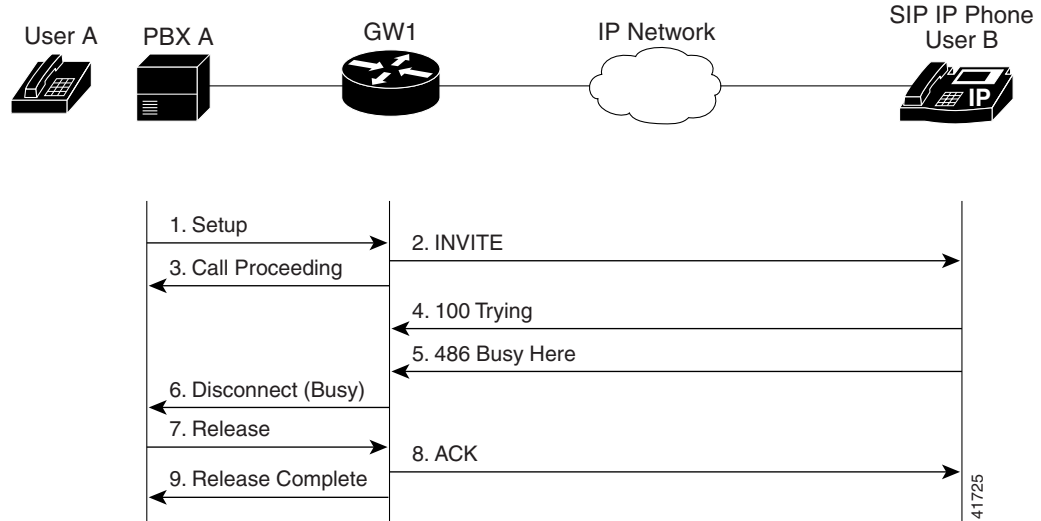 SIP IP Phone
User A
PBX A
GW1
IP Network
User B
IP
1. Setup
2. INVITE
3. Call Proceeding
4. 100 Trying
5. 486 Busy Here
6. Disconnect (Busy)
7. Release
8. ACK
9. Release Complete
41725